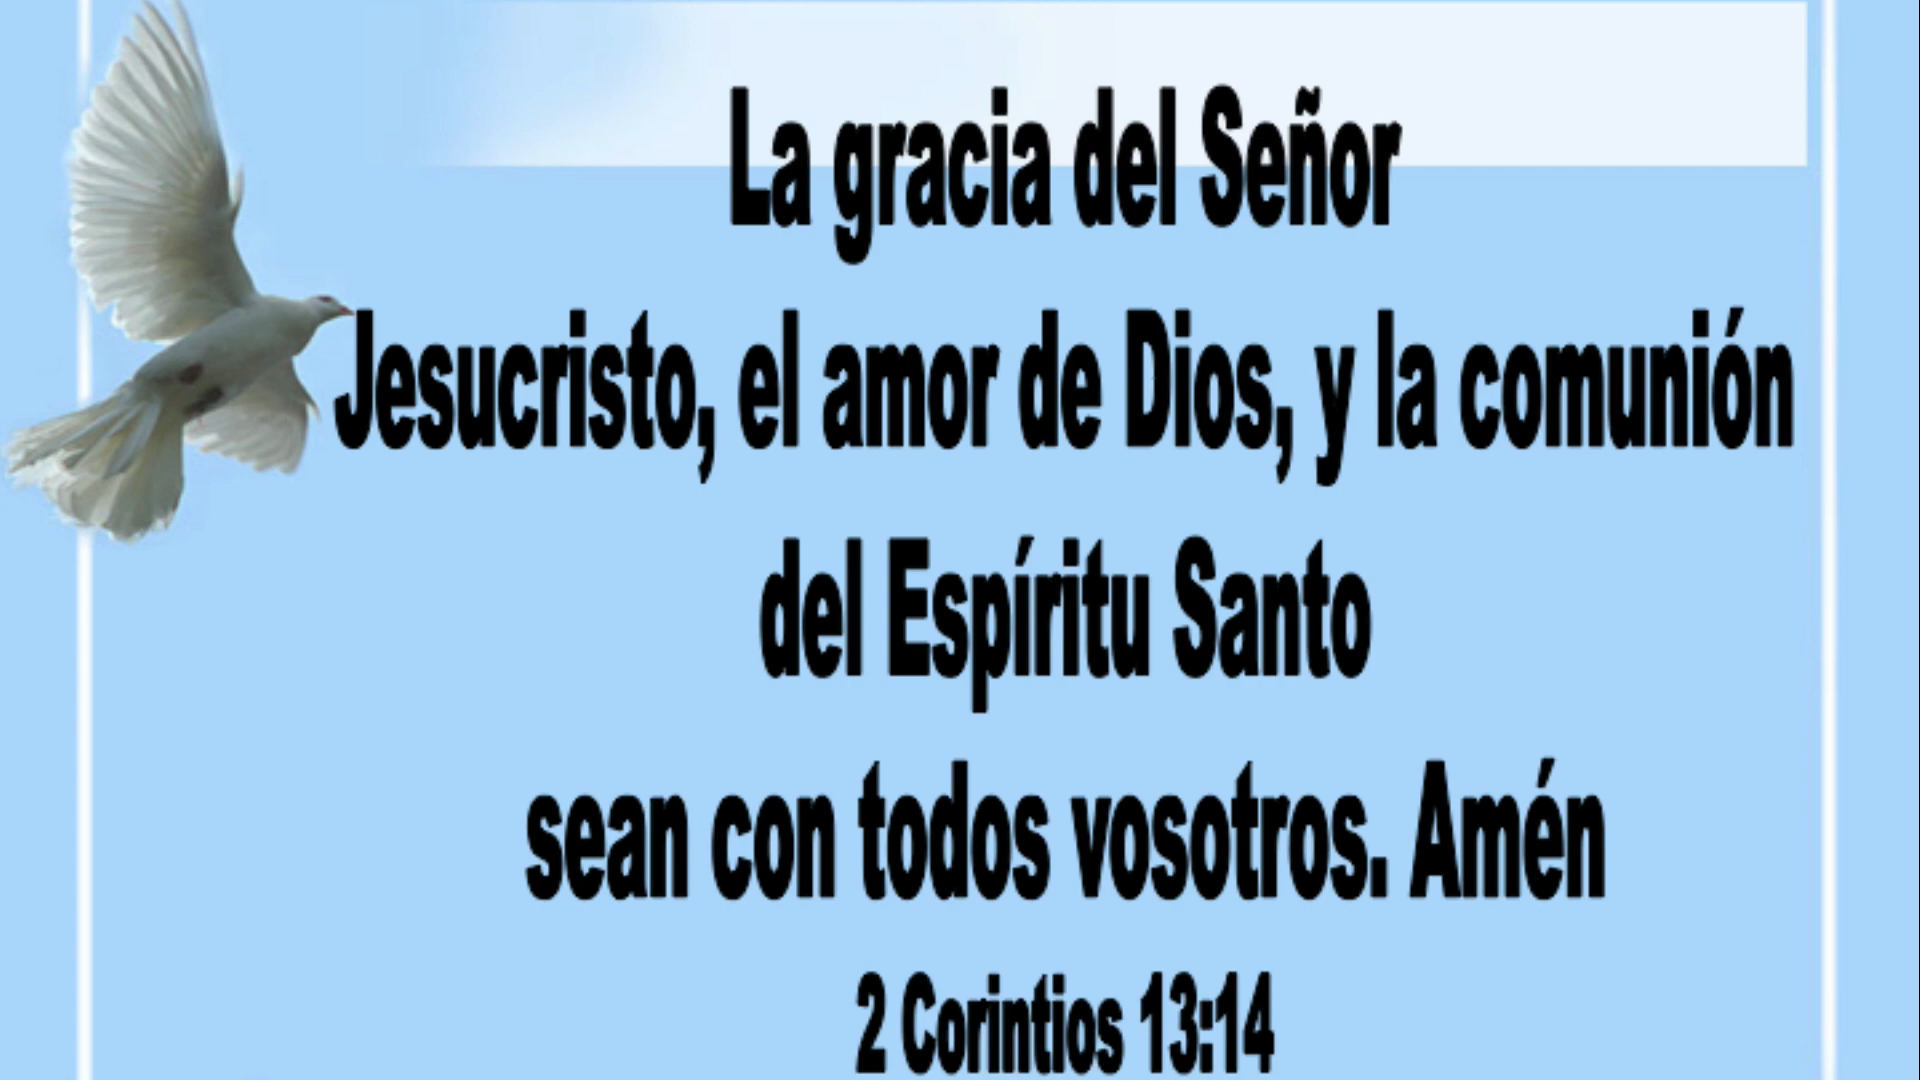 La gracia del Señor
Jesucristo, el amor de Dios, y la comunión
del Espíritu Santo
sean con todos vosotros. Amén
2 Corintios 13:14